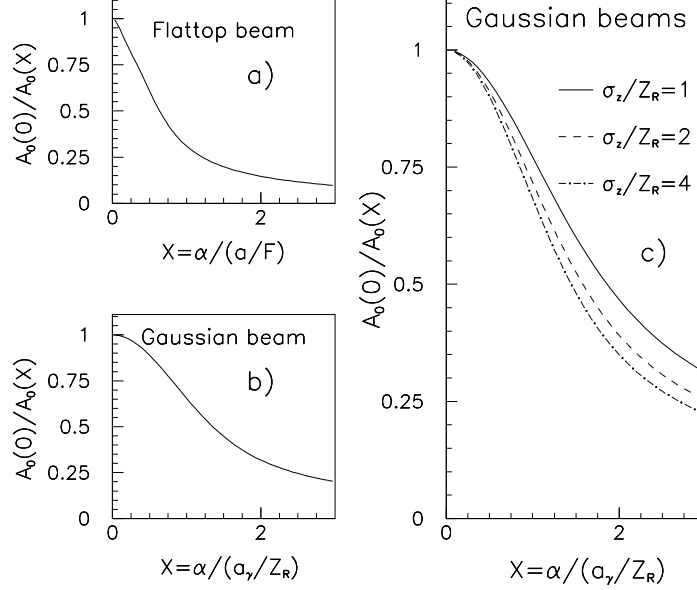 Flattop beam
a)
A₀(0)/A₀(X)
1
0.75
0.5
0.25
0
0
2
X=α/(a/F)
Gaussian beam
b)
A₀(0)/A₀(X)
1
0.75
0.5
0.25
0
0
2
X=α/(aᵧ/Z_R)
Gaussian beams
σ_z/Z_R=1
σ_z/Z_R=2
σ_z/Z_R=4
c)
A₀(0)/A₀(X)
1
0.75
0.5
0.25
0
0
2
X=α/(aᵧ/Z_R)